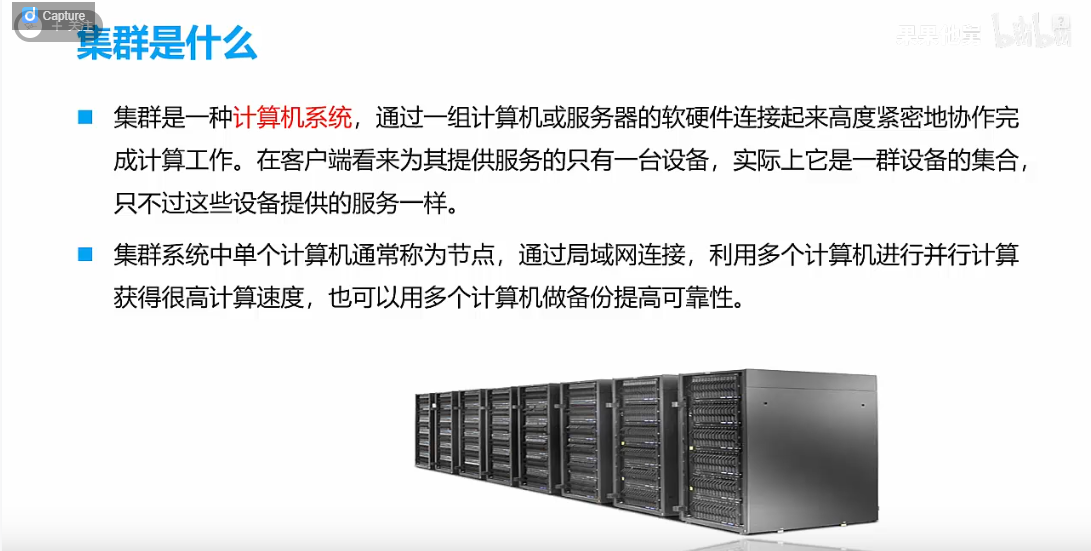 Capture
+ 关注
集群是什么
bilibili
集群是一种计算机系统，通过一组计算机或服务器的软硬件连接起来高度紧密地协作完
成计算工作。在客户端看来为其提供服务的只有一台设备，实际上它是一群设备的集合，
只不过这些设备提供的服务一样。
集群系统中单个计算机通常称为节点，通过局域网连接，利用多个计算机进行并行计算
获得很高计算速度，也可以用多个计算机做备份提高可靠性。